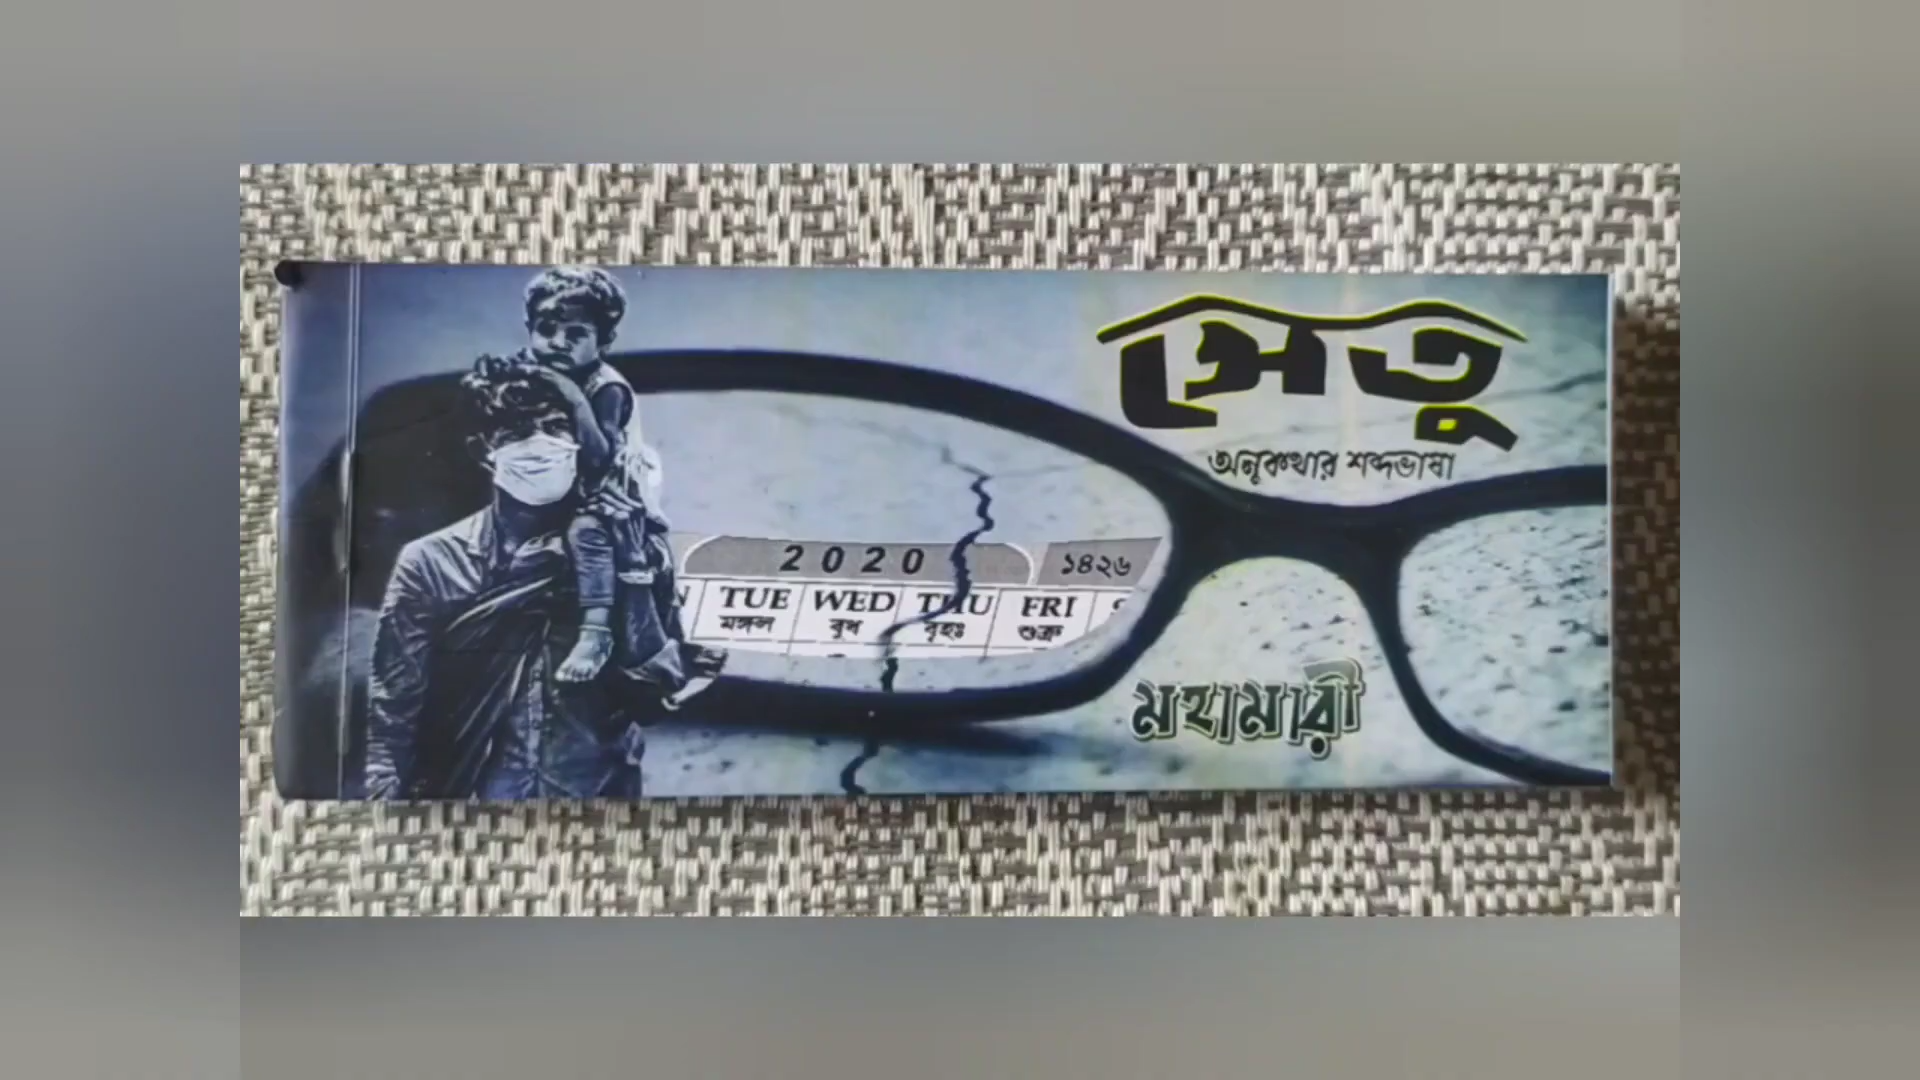 সেতু
অনুকথার শব্দভাষা
2020 ১৪২৬
TUE WED THU FRI
মঙ্গল বুধ বৃহঃ শুক্র
মহামারী